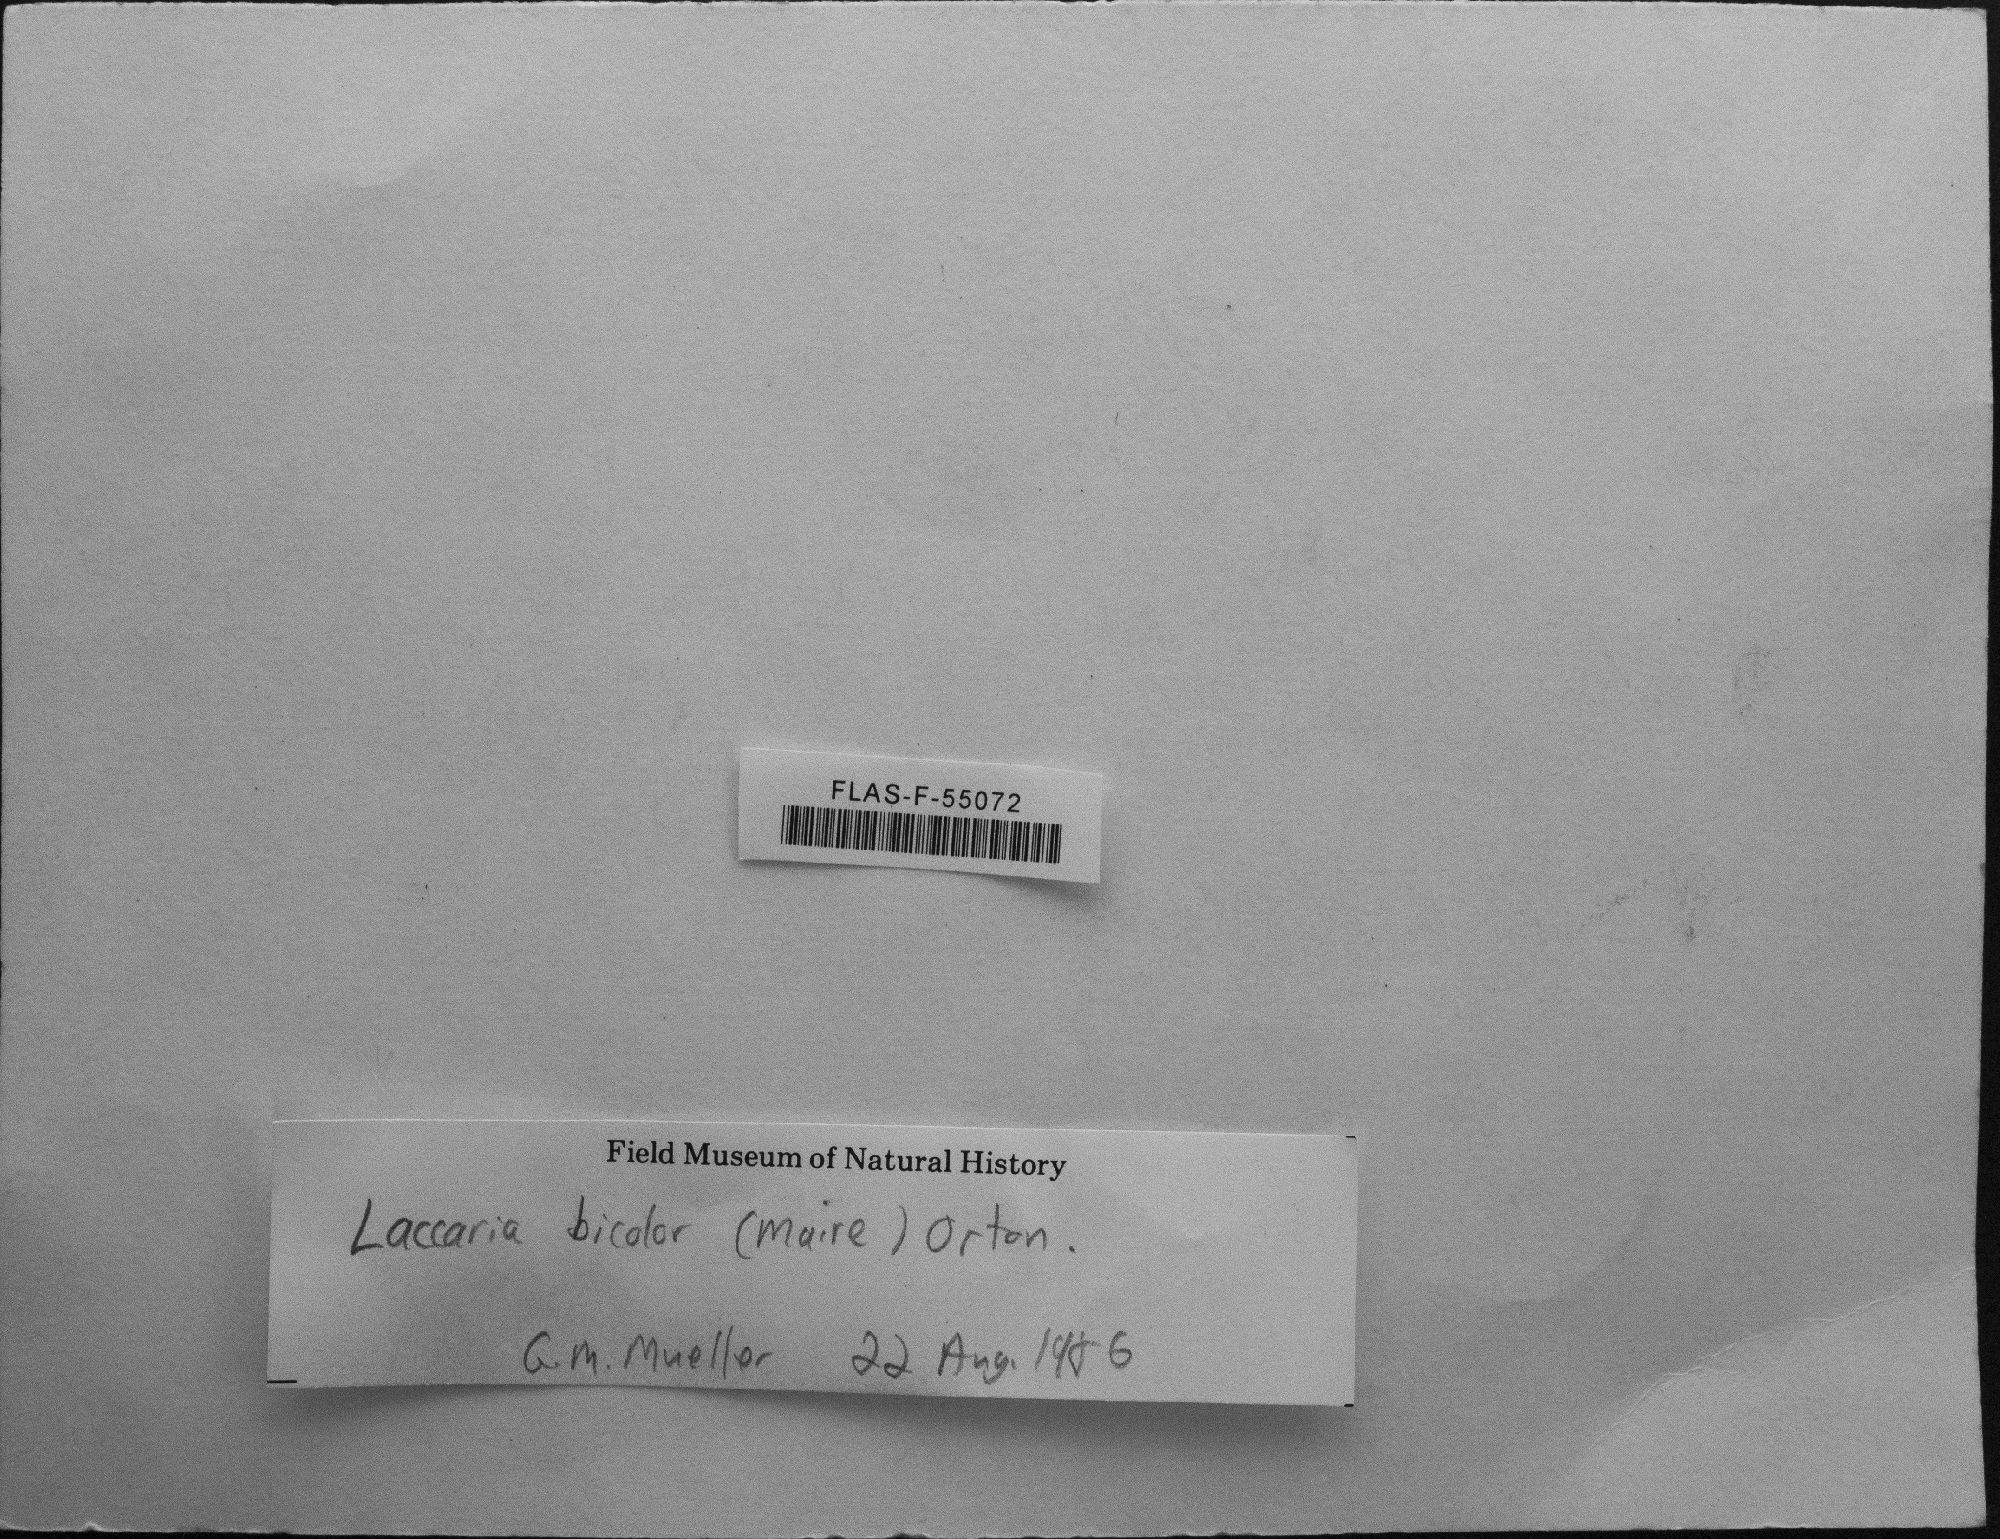 FLAS-F-55072
Field Museum of Natural History
Laccaria bicolor (Maire) Orton.
G.M. Mueller 22 Aug. 1986